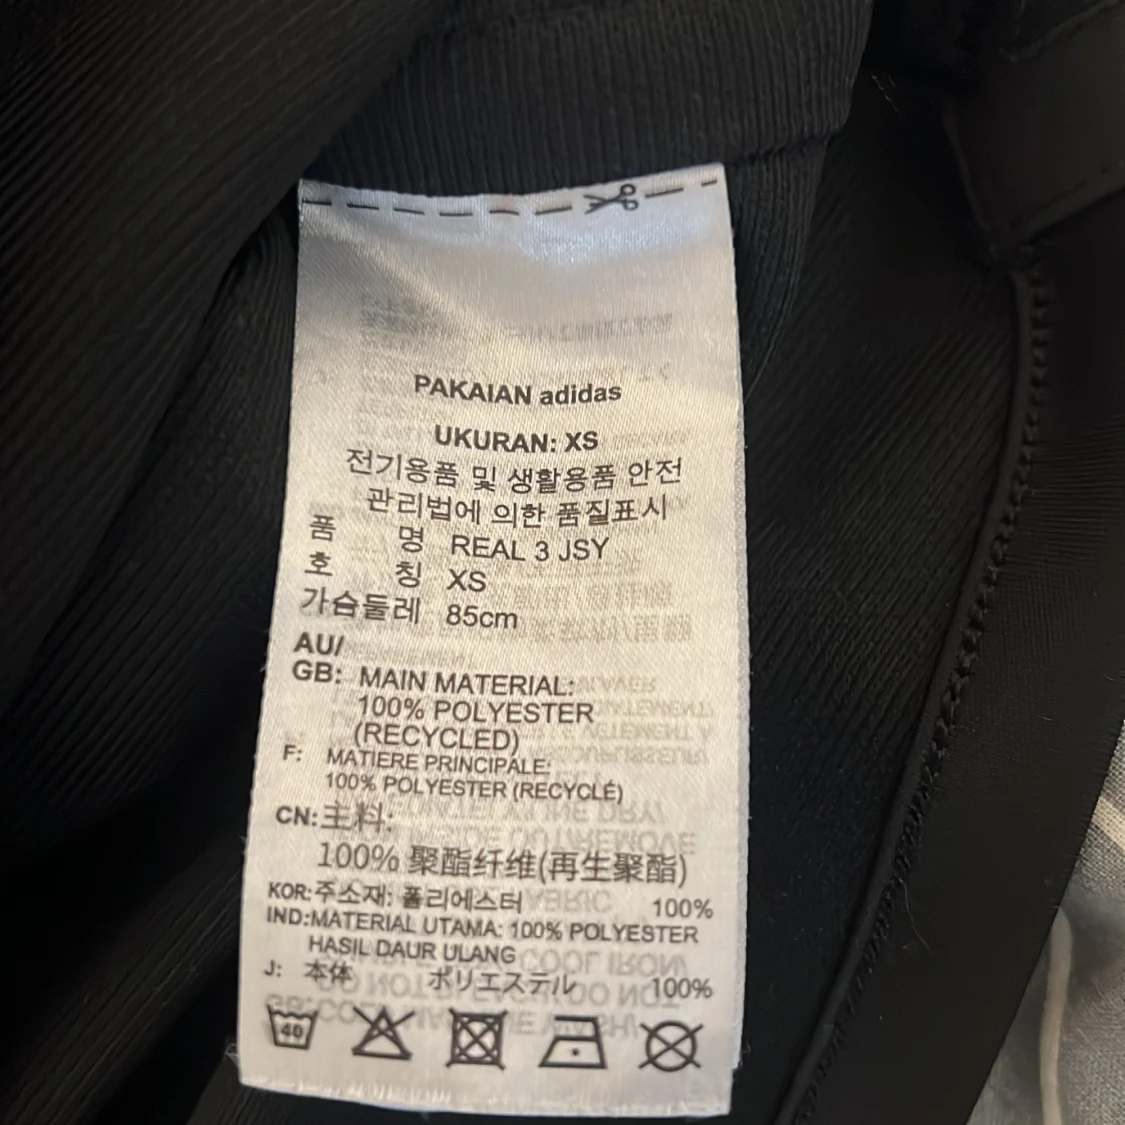 PAKAIAN adidas
UKURAN: XS
전기용품 및 생활용품 안전
관리법에 의한 품질표시
품 명 REAL 3 JSY
호 칭 XS
가슴둘레 85cm
AU/
GB: MAIN MATERIAL:
100% POLYESTER
(RECYCLED)
F: MATIERE PRINCIPALE:
100% POLYESTER (RECYCLÉ)
CN:主料:
100% 聚酯纤维(再生聚酯)
KOR:주소재: 폴리에스터 100%
IND:MATERIAL UTAMA: 100% POLYESTER
HASIL DAUR ULANG
J: 本体 ポリエステル 100%
40